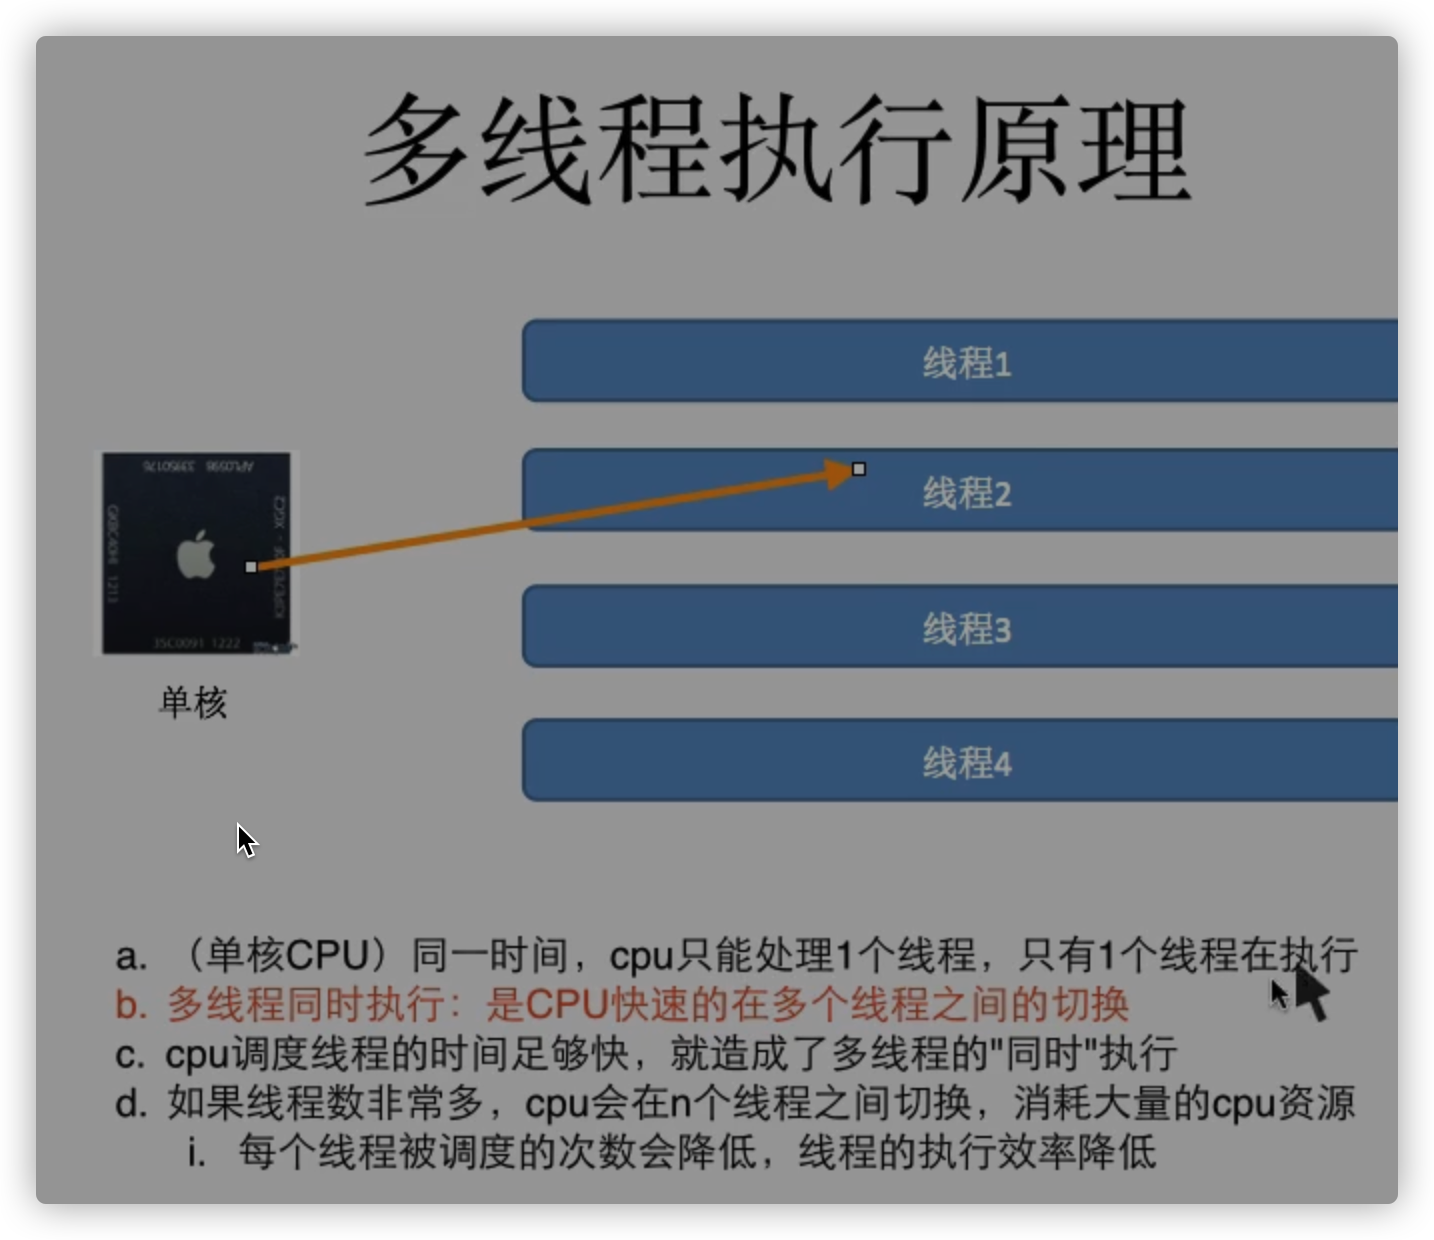 多线程执行原理
线程1
线程2
线程3
线程4
35C0091 1222
单核
a. （单核CPU）同一时间，cpu只能处理1个线程，只有1个线程在执行
b. 多线程同时执行：是CPU快速的在多个线程之间的切换
c. cpu调度线程的时间足够快，就造成了多线程的"同时"执行
d. 如果线程数非常多，cpu会在n个线程之间切换，消耗大量的cpu资源
i. 每个线程被调度的次数会降低，线程的执行效率降低